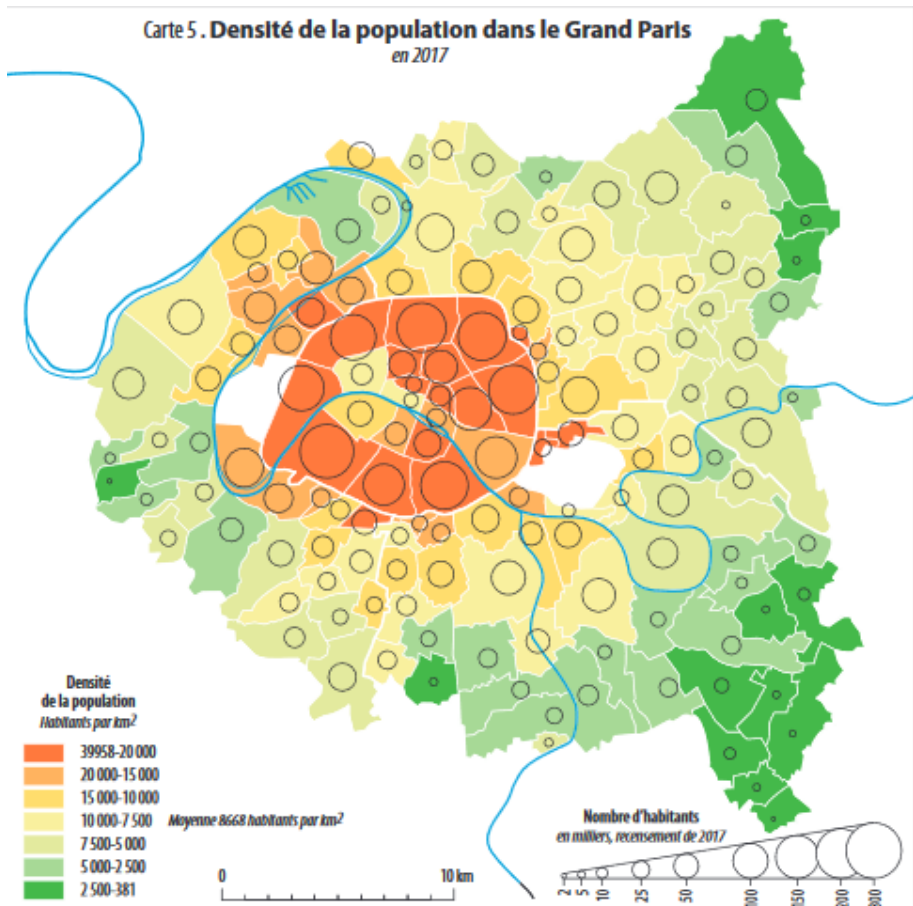 Carte 5 . Densité de la population dans le Grand Paris
en 2017
Densité
de la population
Habitants par km2
39958-20 000
20 000-15 000
15 000-10 000
10 000-7 500 Moyenne 8668 habitants par km2
7 500-5 000
5 000-2 500
2 500-381
0 10 km
Nombre d'habitants
en milliers, recensement de 2017
2 5 10 25 50 100 150 200 300